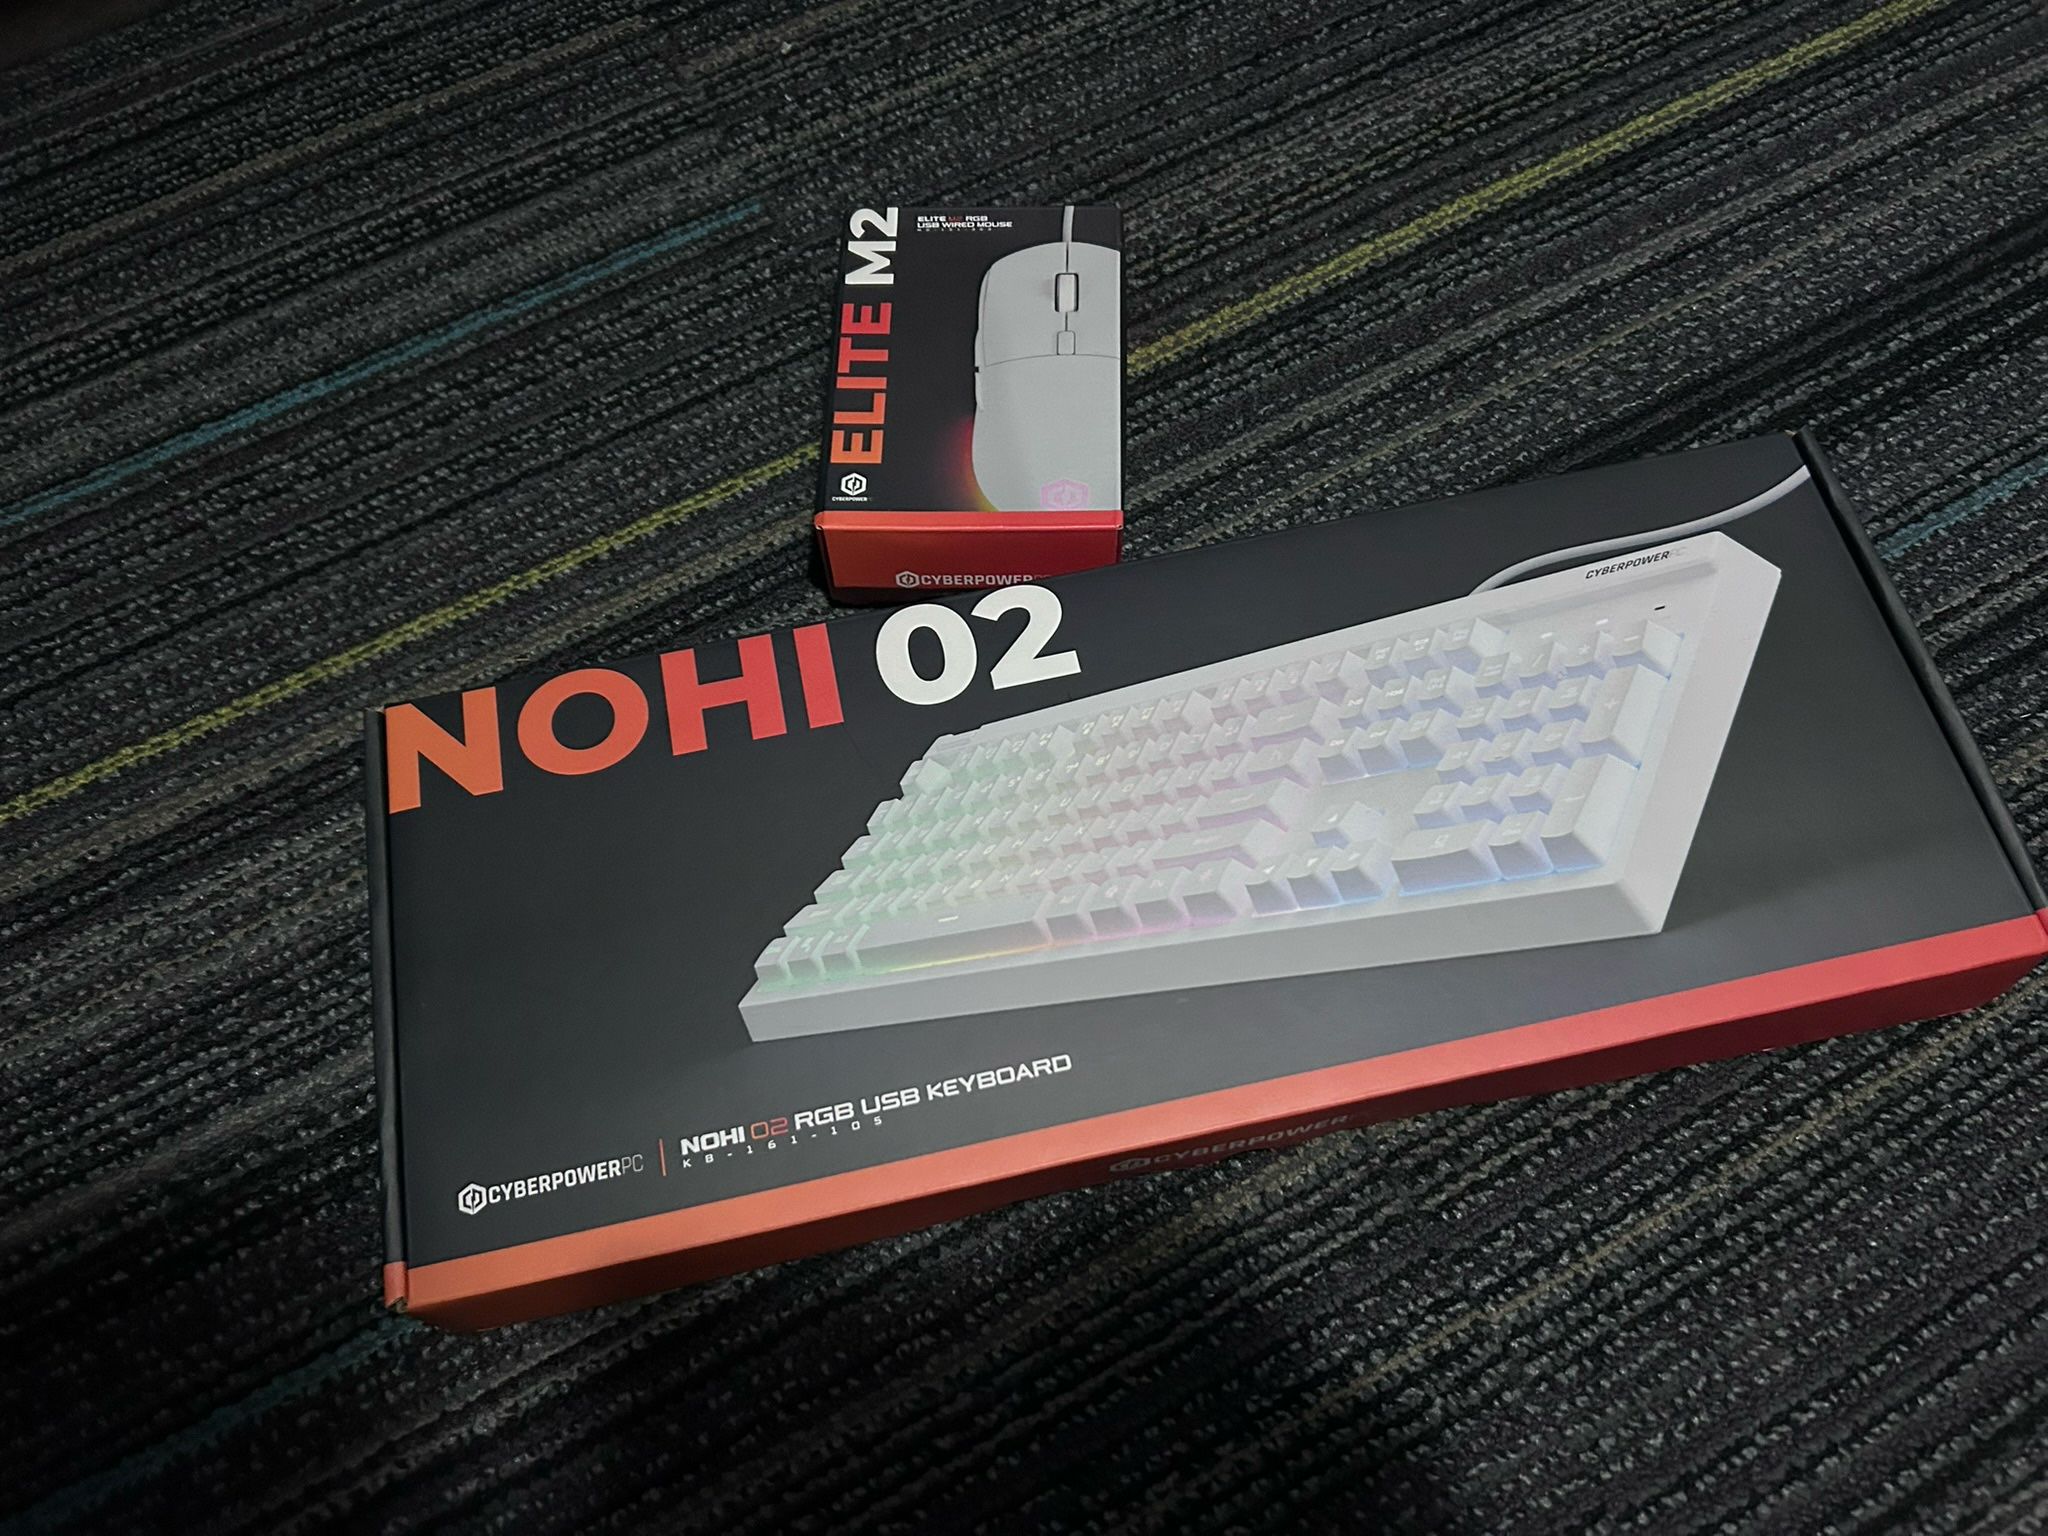 ELITE M2
ELITE M2 RGB
USB WIRED MOUSE
CYBERPOWERPC
CYBERPOWERPC
NOHI 02
CYBERPOWERPC
CYBERPOWERPC
NOHI 02 RGB USB KEYBOARD
KB-161-105
CYBERPOWERPC